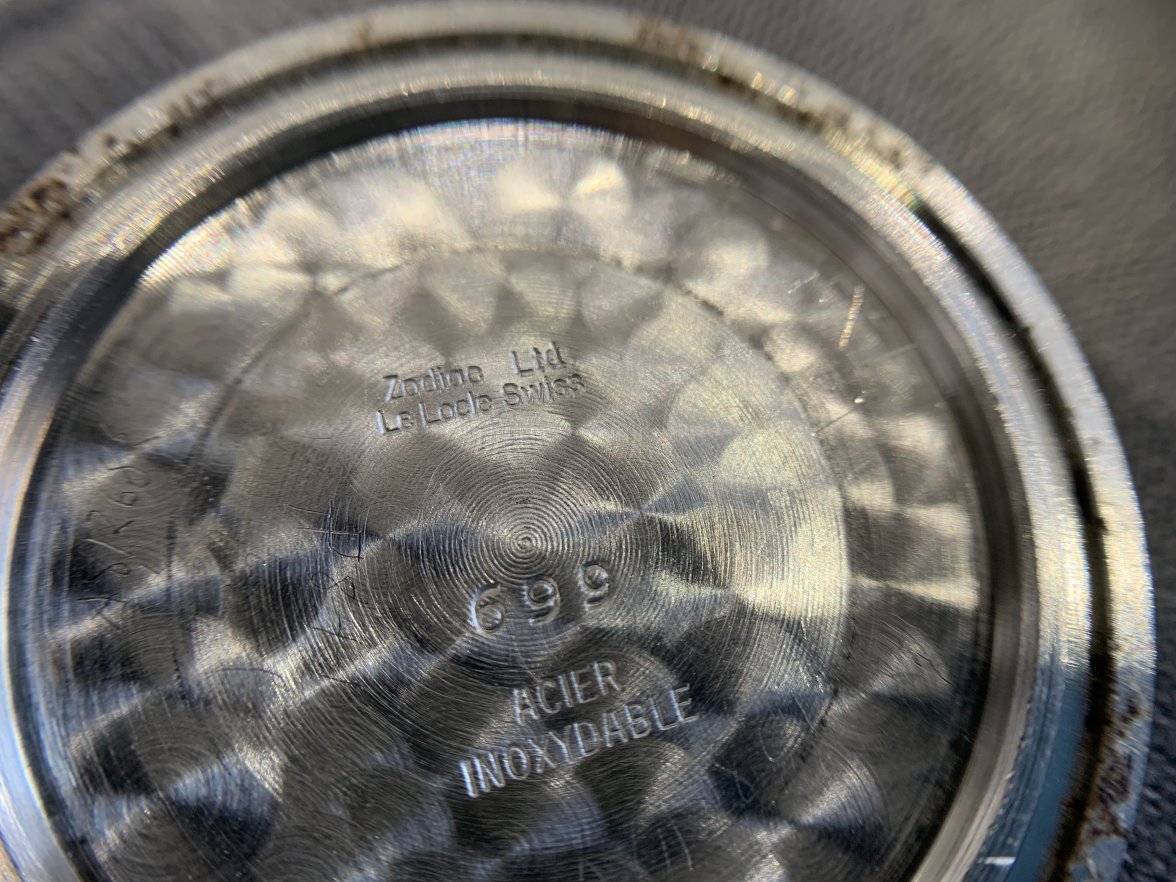 Zodiac Ltd.
Le Locle Swiss
699
ACIER
INOXYDABLE